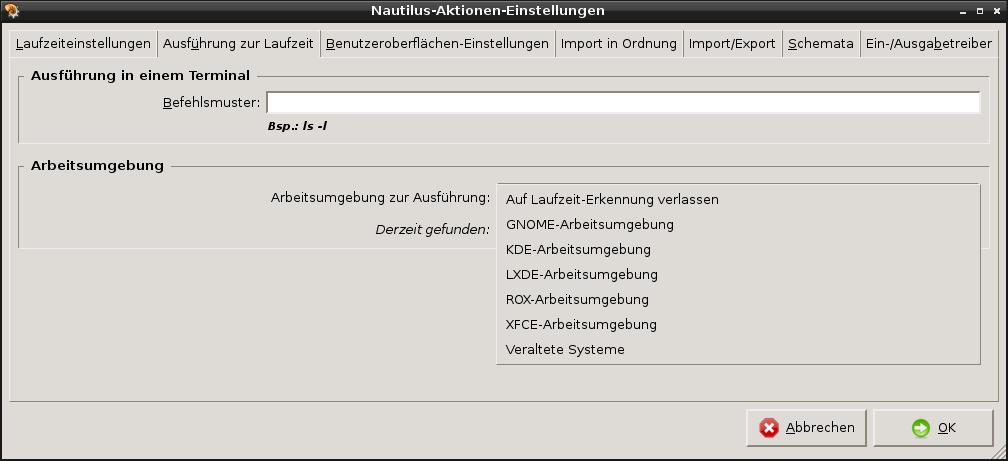 Nautilus-Aktionen-Einstellungen
Laufzeiteinstellungen Ausführung zur Laufzeit Benutzeroberflächen-Einstellungen Import in Ordnung Import/Export Schemata Ein-/Ausgabetreiber
Ausführung in einem Terminal
Befehlsmuster:
Bsp.: ls -l
Arbeitsumgebung
Arbeitsumgebung zur Ausführung:
Auf Laufzeit-Erkennung verlassen
GNOME-Arbeitsumgebung
Derzeit gefunden:
KDE-Arbeitsumgebung
LXDE-Arbeitsumgebung
ROX-Arbeitsumgebung
XFCE-Arbeitsumgebung
Veraltete Systeme
Abbrechen OK